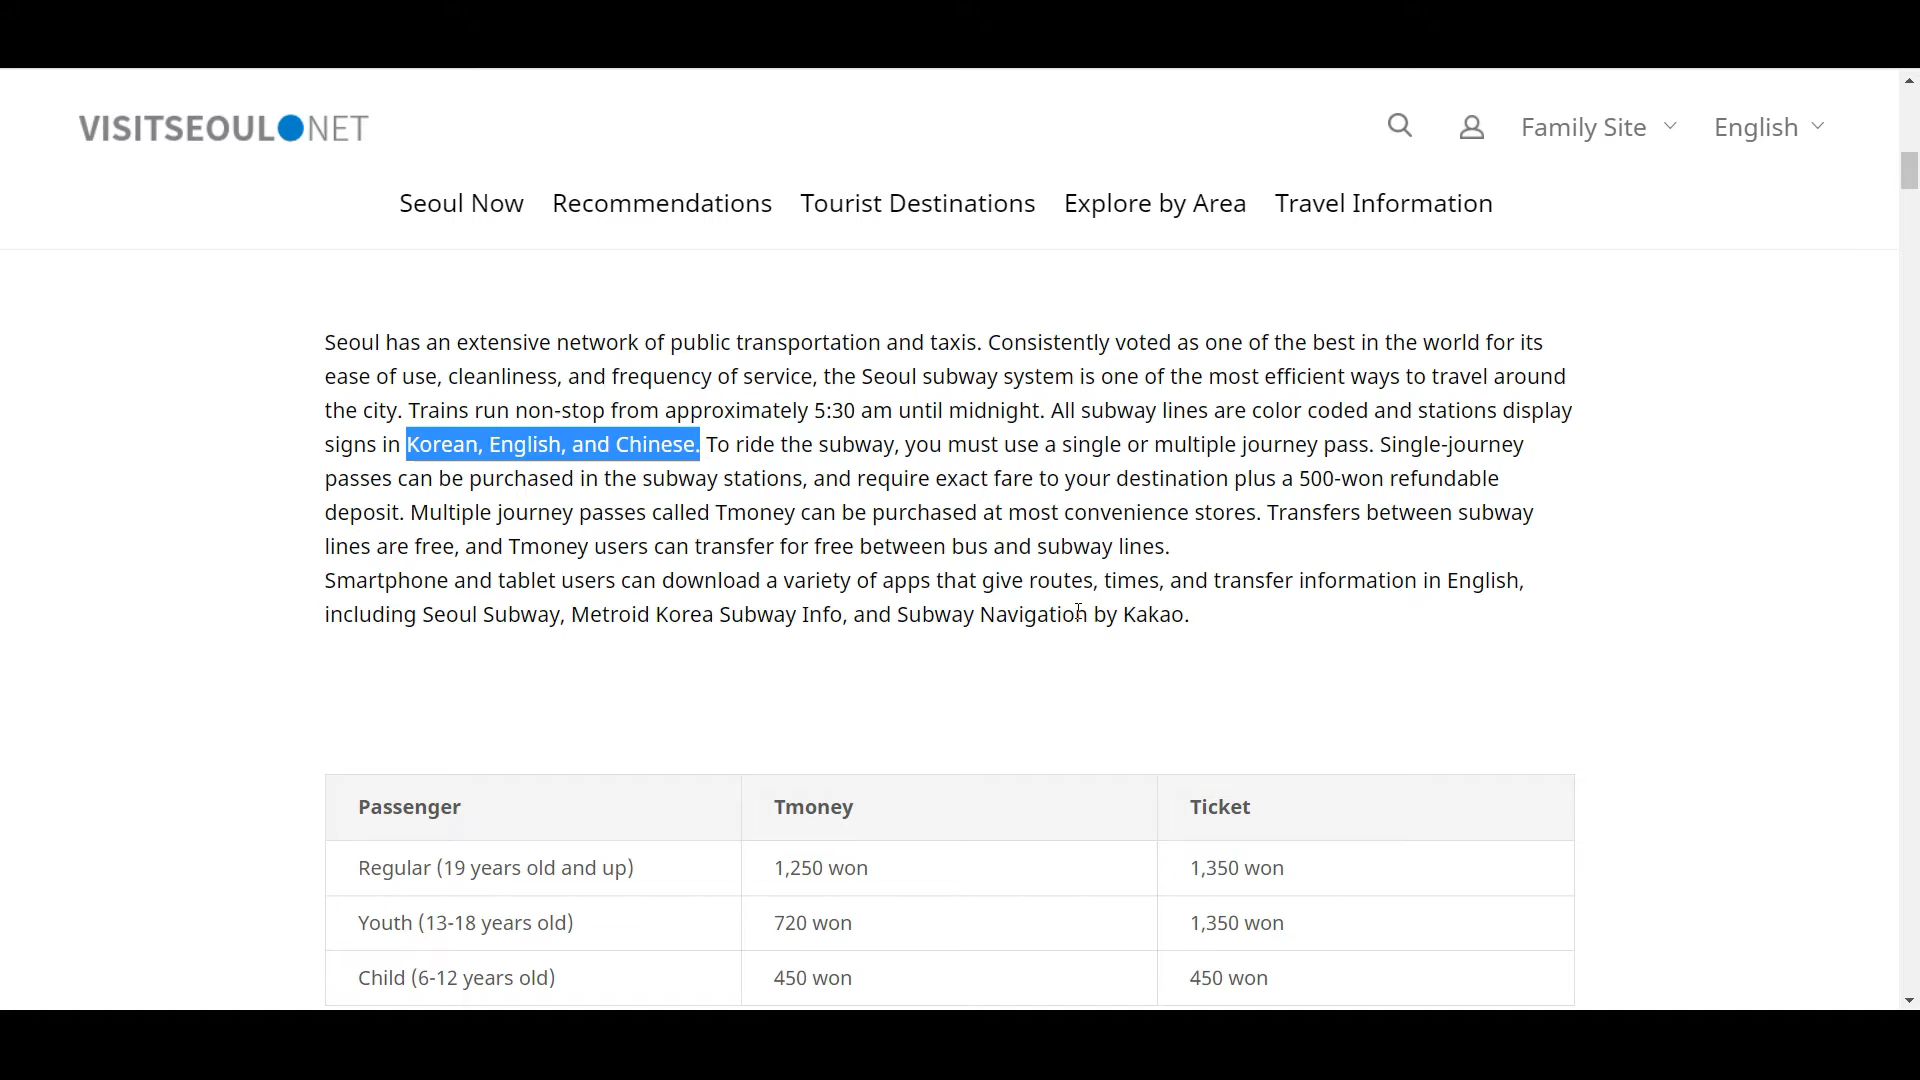 VISITSEOUL NET
Family Site
English
Seoul Now Recommendations Tourist Destinations Explore by Area Travel Information
Seoul has an extensive network of public transportation and taxis. Consistently voted as one of the best in the world for its
ease of use, cleanliness, and frequency of service, the Seoul subway system is one of the most efficient ways to travel around
the city. Trains run non-stop from approximately 5:30 am until midnight. All subway lines are color coded and stations display
signs in Korean, English, and Chinese. To ride the subway, you must use a single or multiple journey pass. Single-journey
passes can be purchased in the subway stations, and require exact fare to your destination plus a 500-won refundable
deposit. Multiple journey passes called Tmoney can be purchased at most convenience stores. Transfers between subway
lines are free, and Tmoney users can transfer for free between bus and subway lines.
Smartphone and tablet users can download a variety of apps that give routes, times, and transfer information in English,
including Seoul Subway, Metroid Korea Subway Info, and Subway Navigation by Kakao.
Passenger Tmoney Ticket
Regular (19 years old and up) 1,250 won 1,350 won
Youth (13-18 years old) 720 won 1,350 won
Child (6-12 years old) 450 won 450 won